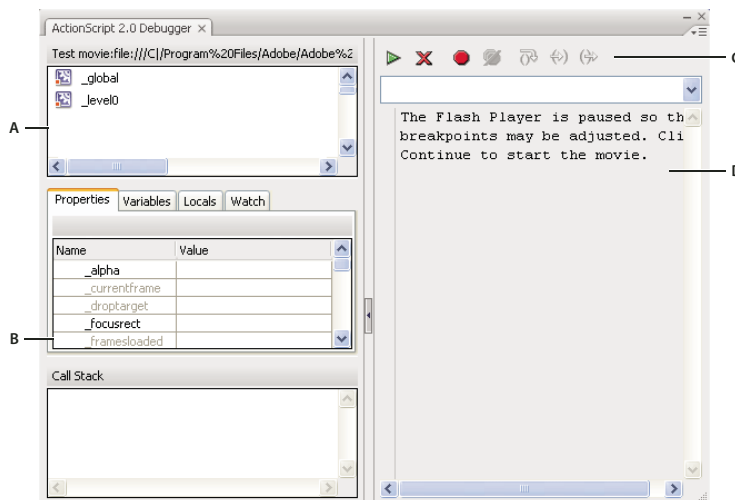 ActionScript 2.0 Debugger ×
Test movie:file:///C|/Program%20Files/Adobe/Adobe%2
_global
_level0
A
Properties Variables Locals Watch
Name Value
_alpha
_currentframe
_droptarget
_focusrect
_framesloaded
B
Call Stack
The Flash Player is paused so th
breakpoints may be adjusted. Cli
Continue to start the movie.